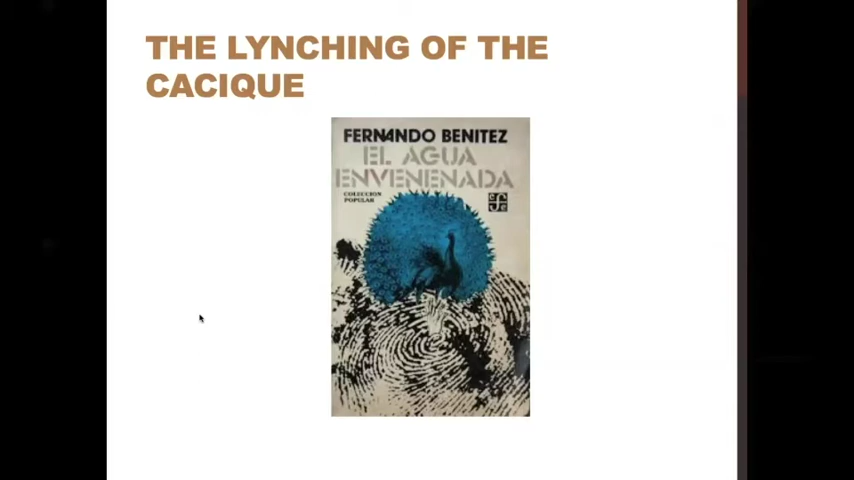 THE LYNCHING OF THE
CACIQUE
FERNANDO BENITEZ
EL AGUA
ENVENENADA
COLECCION
POPULAR